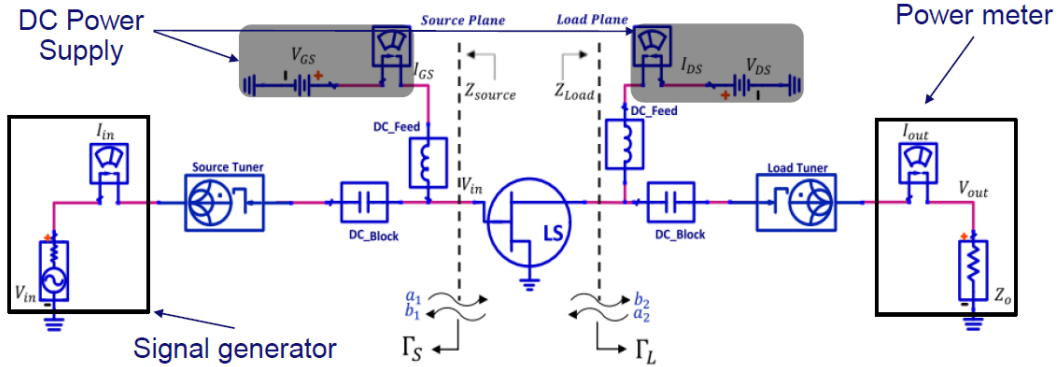 DC Power
Supply
Source Plane
Load Plane
Power meter
V_GS
- +
I_GS
Z_source
Z_Load
I_DS
V_DS
+ -
DC_Feed
DC_Feed
I_in
I_out
Source Tuner
Load Tuner
V_in
V_out
DC_Block
LS
DC_Block
+
V_in
-
+
Z_o
-
a_1
b_1
b_2
a_2
Γ_S
Γ_L
Signal generator